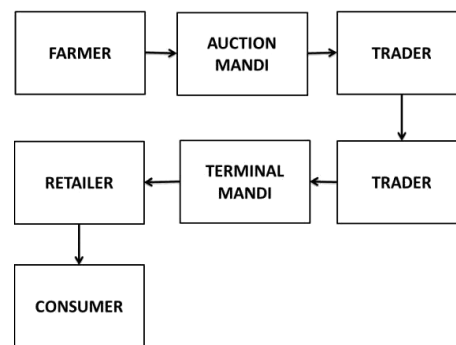 FARMER
AUCTION
MANDI
TRADER
RETAILER
TERMINAL
MANDI
TRADER
CONSUMER